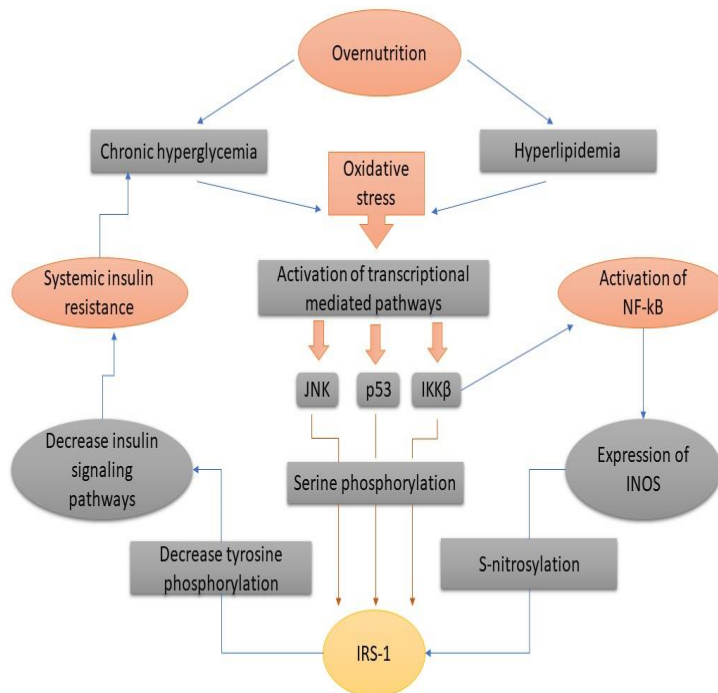 Overnutrition
Chronic hyperglycemia
Hyperlipidemia
Oxidative
stress
Systemic insulin
resistance
Activation of transcriptional
mediated pathways
Activation of
NF-kB
JNK
p53
IKKβ
Decrease insulin
signaling
pathways
Serine phosphorylation
Expression of
INOS
Decrease tyrosine
phosphorylation
S-nitrosylation
IRS-1